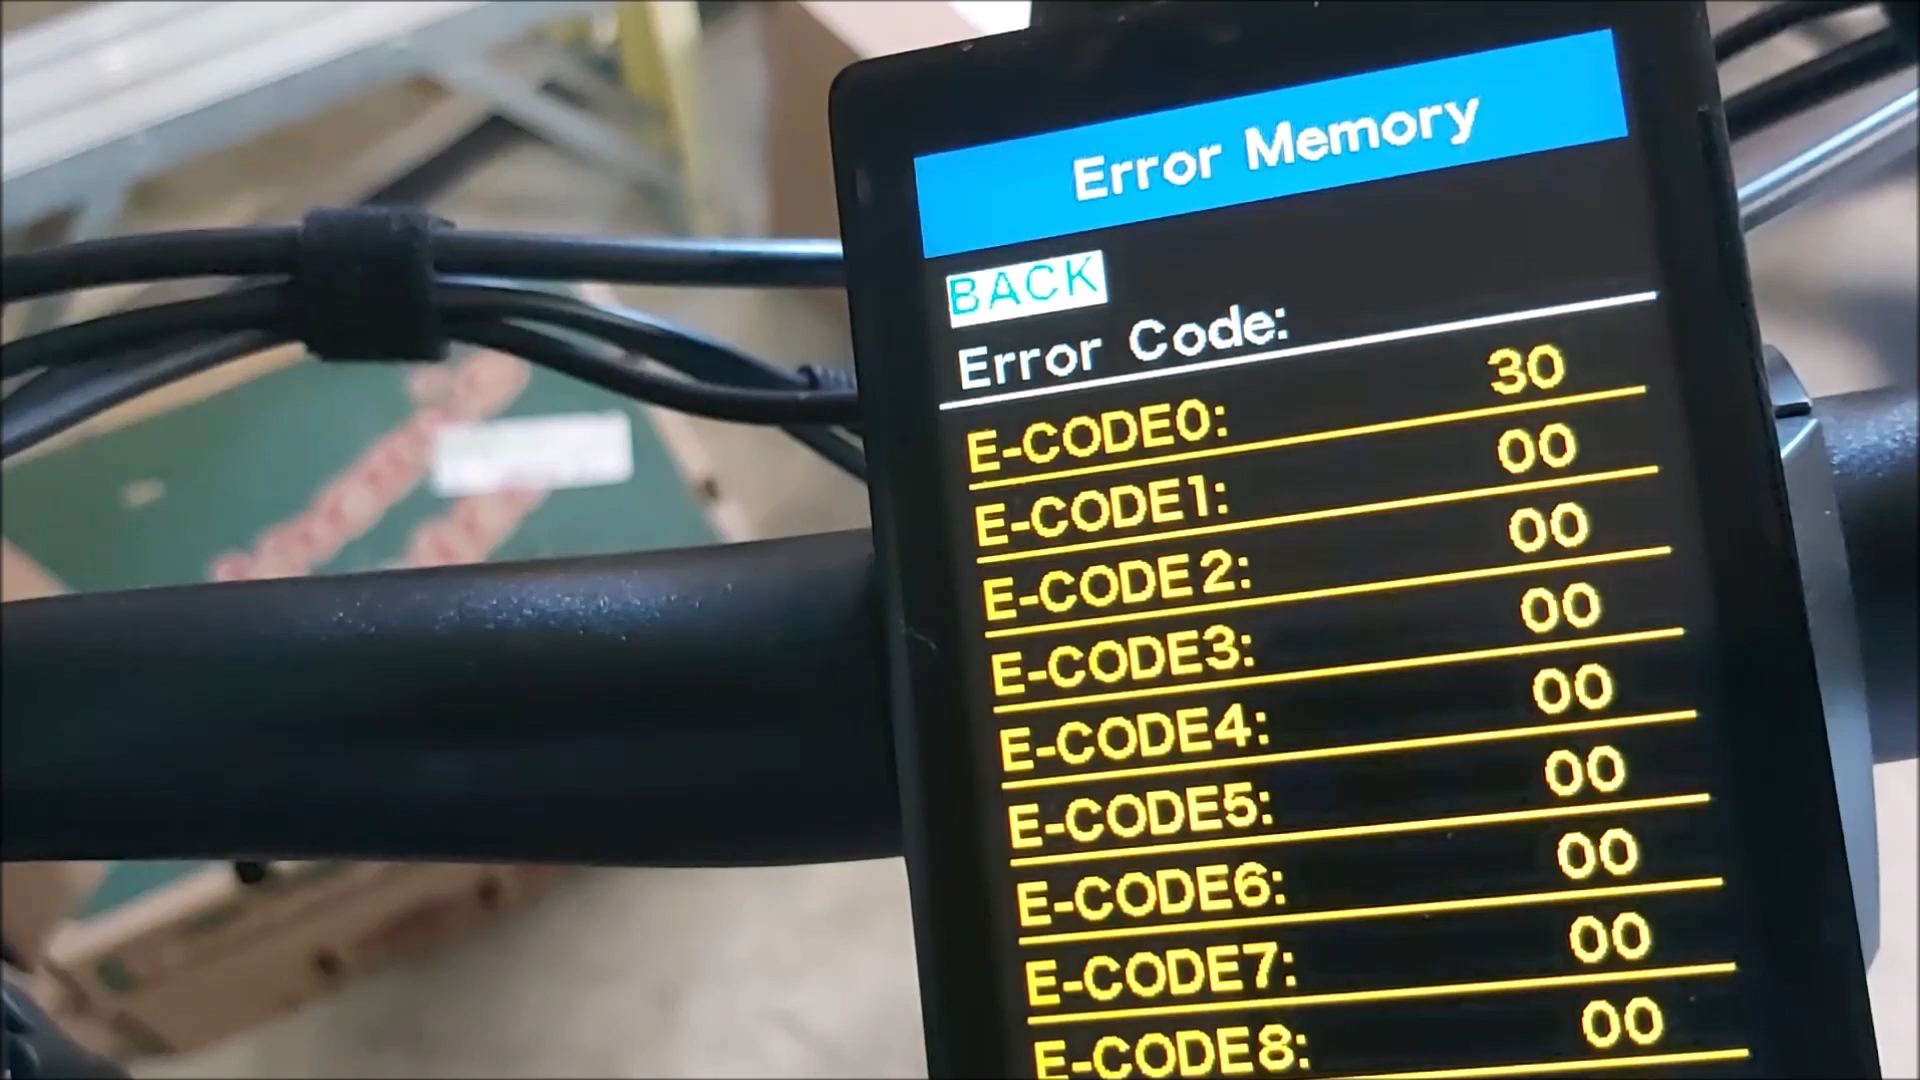 Error Memory
BACK
Error Code:
E-CODE0: 30
E-CODE1: 00
E-CODE2: 00
E-CODE3: 00
E-CODE4: 00
E-CODE5: 00
E-CODE6: 00
E-CODE7: 00
E-CODE8: 00